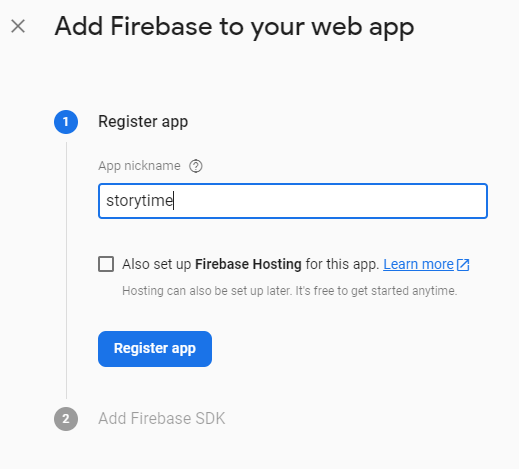 Add Firebase to your web app
1 Register app
App nickname ?
storytime
Also set up Firebase Hosting for this app. Learn more
Hosting can also be set up later. It's free to get started anytime.
Register app
2 Add Firebase SDK